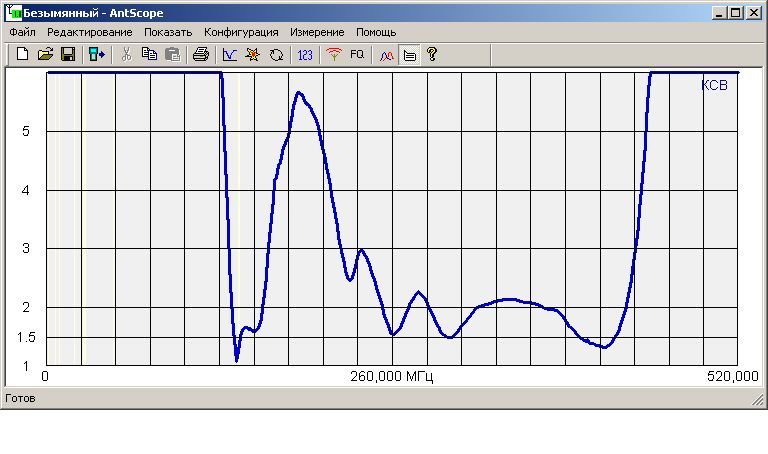 Безымянный - AntScope
Файл Редактирование Показать Конфигурация Измерение Помощь
123 FQ ?
КСВ
5
4
3
2
1.5
1
0 260,000 МГц 520,000
Готов